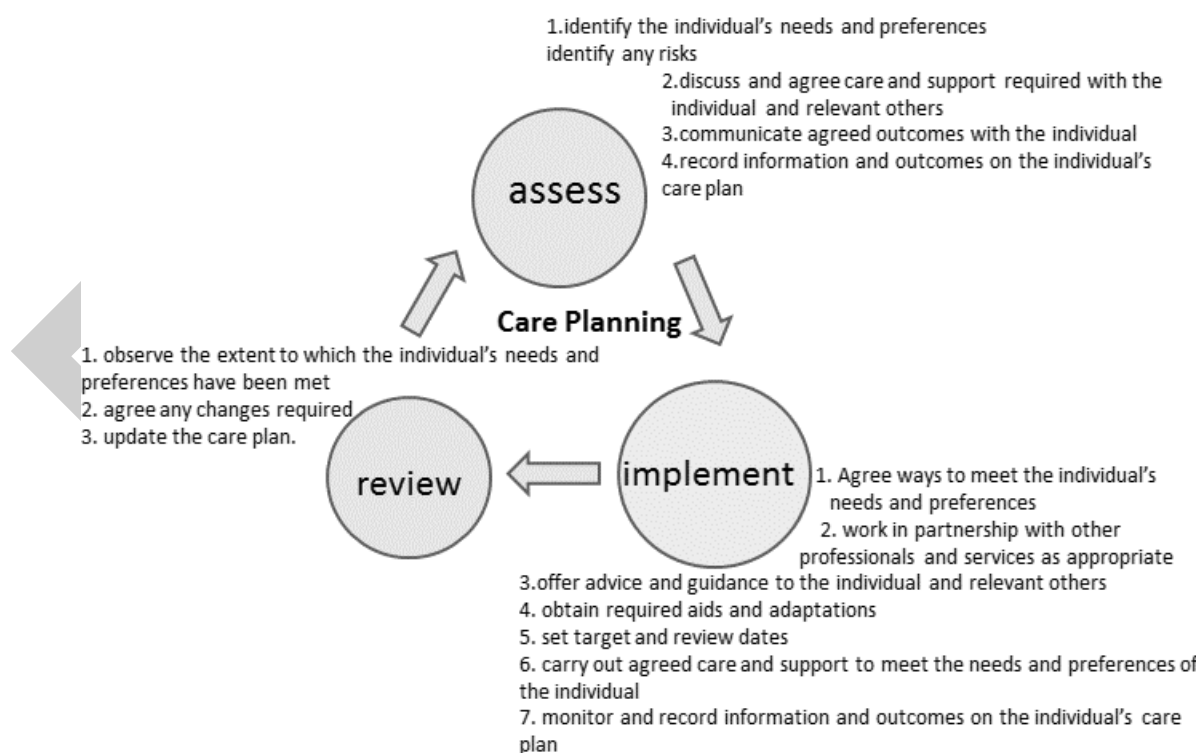 1.identify the individual's needs and preferences
identify any risks
2.discuss and agree care and support required with the
individual and relevant others
3.communicate agreed outcomes with the individual
4.record information and outcomes on the individual's
care plan
assess
Care Planning
1. observe the extent to which the individual's needs and
preferences have been met
2. agree any changes required
3. update the care plan.
review
implement
1. Agree ways to meet the individual's
needs and preferences
2. work in partnership with other
professionals and services as appropriate
3.offer advice and guidance to the individual and relevant others
4. obtain required aids and adaptations
5. set target and review dates
6. carry out agreed care and support to meet the needs and preferences of
the individual
7. monitor and record information and outcomes on the individual's care
plan